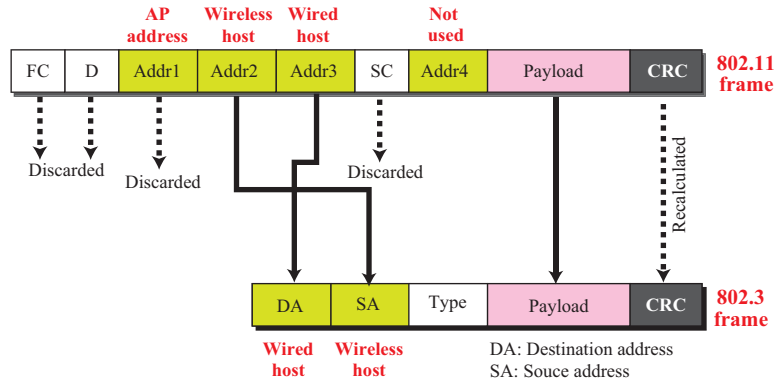 AP address
Wireless host
Wired host
Not used
FC
D
Addr1
Addr2
Addr3
SC
Addr4
Payload
CRC
802.11 frame
Discarded
Discarded
Discarded
Recalculated
DA
SA
Type
Payload
CRC
802.3 frame
Wired host
Wireless host
DA: Destination address
SA: Souce address